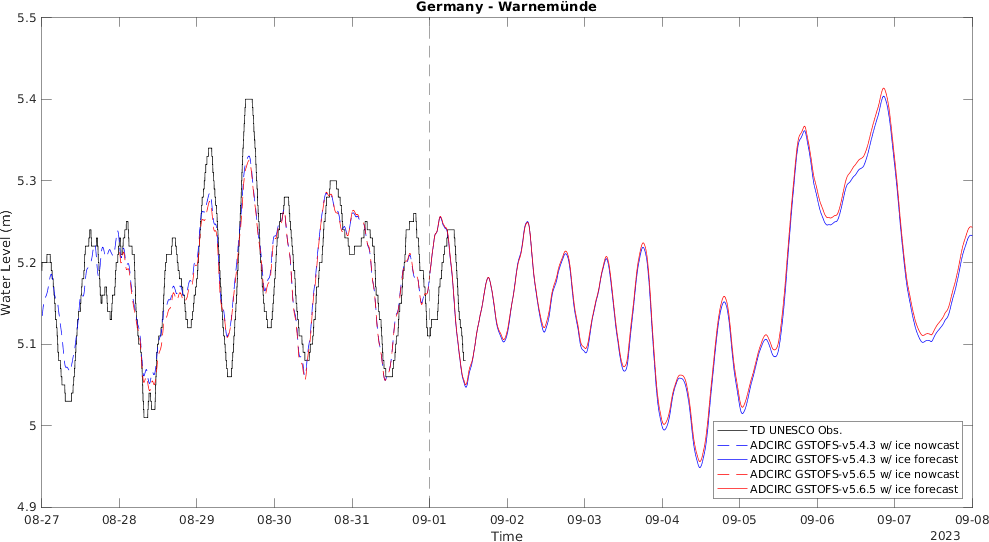 Germany - Warnemünde
Water Level (m)
5.5
5.4
5.3
5.2
5.1
5
4.9
TD UNESCO Obs.
ADCIRC GSTOFS-v5.4.3 w/ ice nowcast
ADCIRC GSTOFS-v5.4.3 w/ ice forecast
ADCIRC GSTOFS-v5.6.5 w/ ice nowcast
ADCIRC GSTOFS-v5.6.5 w/ ice forecast
08-27 08-28 08-29 08-30 08-31 09-01 09-02 09-03 09-04 09-05 09-06 09-07 09-08
Time
2023